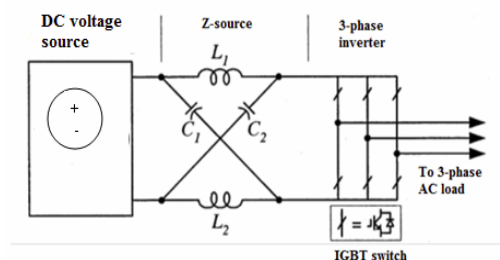 DC voltage
source
Z-source
3-phase
inverter
L1
+
-
C1
C2
To 3-phase
AC load
L2
=
IGBT switch